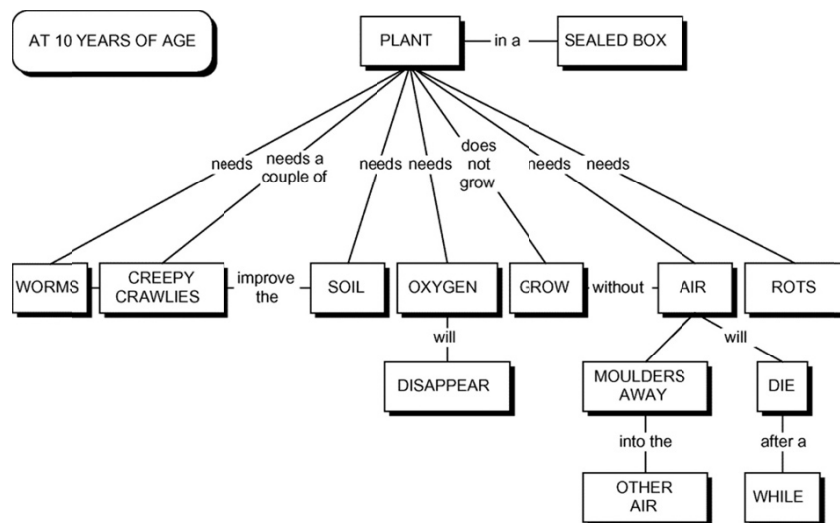 AT 10 YEARS OF AGE
PLANT
in a
SEALED BOX
needs
needs a
couple of
needs
needs
does
not
grow
needs
needs
WORMS
CREEPY
CRAWLIES
improve
the
SOIL
OXYGEN
GROW
without
AIR
ROTS
will
will
DISAPPEAR
MOULDERS
AWAY
DIE
into the
after a
OTHER
AIR
WHILE